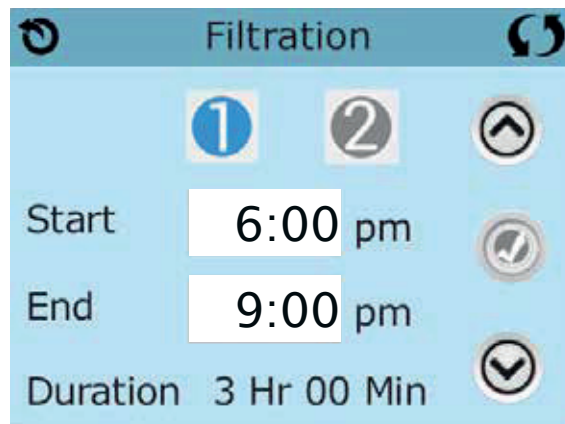 Filtration
1 2
Start 6:00 pm
End 9:00 pm
Duration 3 Hr 00 Min